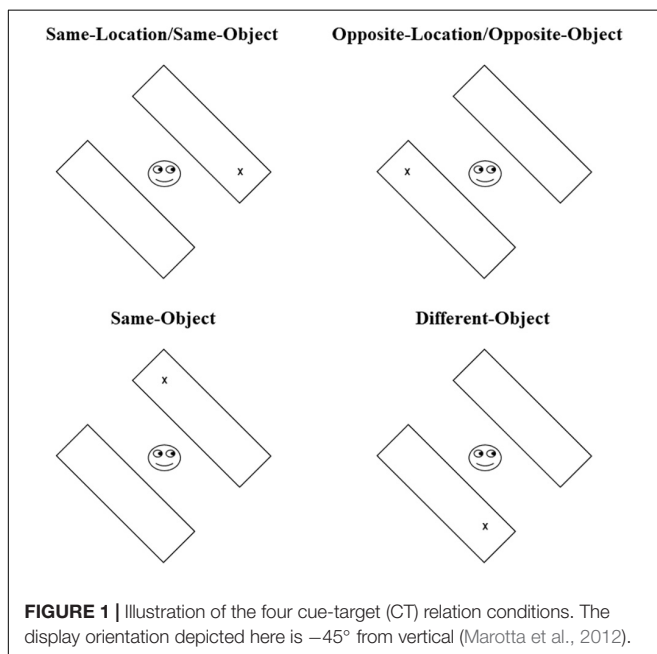 Same-Location/Same-Object
Opposite-Location/Opposite-Object
x
x
Same-Object
Different-Object
x
x
FIGURE 1 | Illustration of the four cue-target (CT) relation conditions. The
display orientation depicted here is −45° from vertical (Marotta et al., 2012).